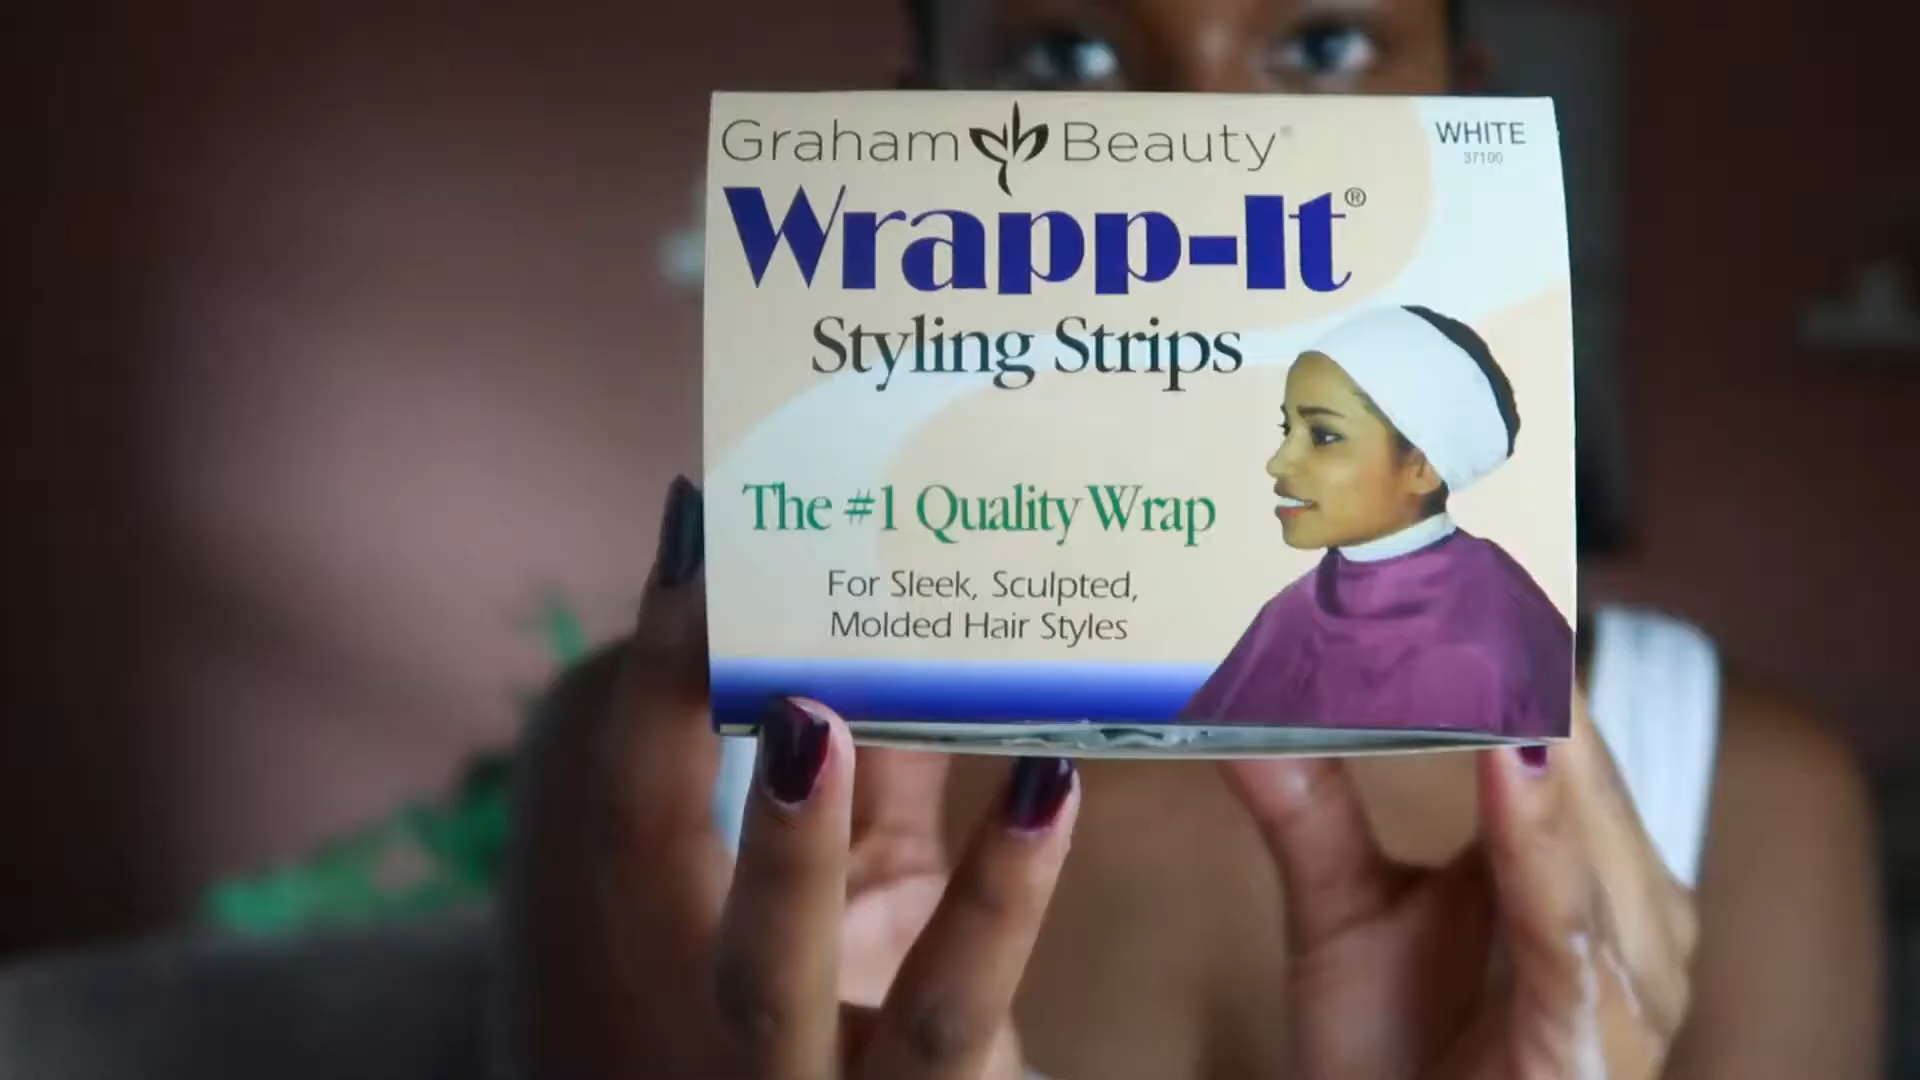 Graham Beauty®
WHITE
37100
Wrapp-It®
Styling Strips
The #1 Quality Wrap
For Sleek, Sculpted,
Molded Hair Styles